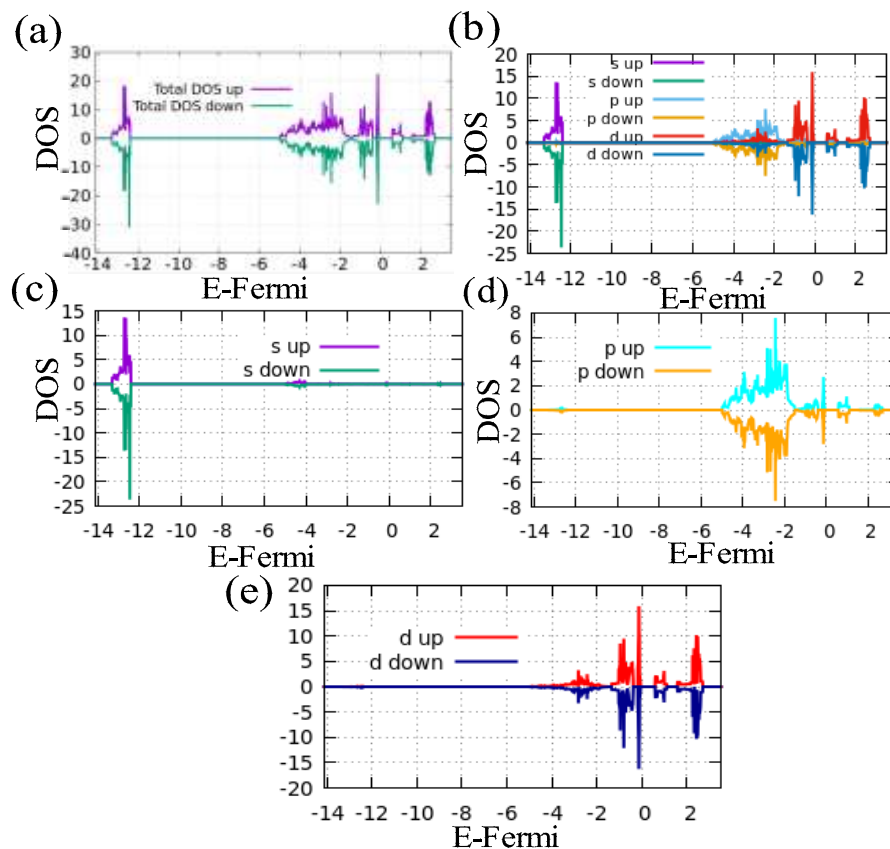 (a)
30
20
10
0
−10
−20
−30
−40
DOS
Total DOS up
Total DOS down
-14 -12 -10 -8 -6 -4 -2 0 2
E-Fermi
(b)
20
15
10
5
0
-5
-10
-15
-20
-25
DOS
s up
s down
p up
p down
d up
d down
-14 -12 -10 -8 -6 -4 -2 0 2
E-Fermi
(c)
15
10
5
0
-5
-10
-15
-20
-25
DOS
s up
s down
-14 -12 -10 -8 -6 -4 -2 0 2
E-Fermi
(d)
8
6
4
2
0
-2
-4
-6
-8
DOS
p up
p down
-14 -12 -10 -8 -6 -4 -2 0 2
E-Fermi
(e)
20
15
10
5
0
-5
-10
-15
-20
DOS
d up
d down
-14 -12 -10 -8 -6 -4 -2 0 2
E-Fermi